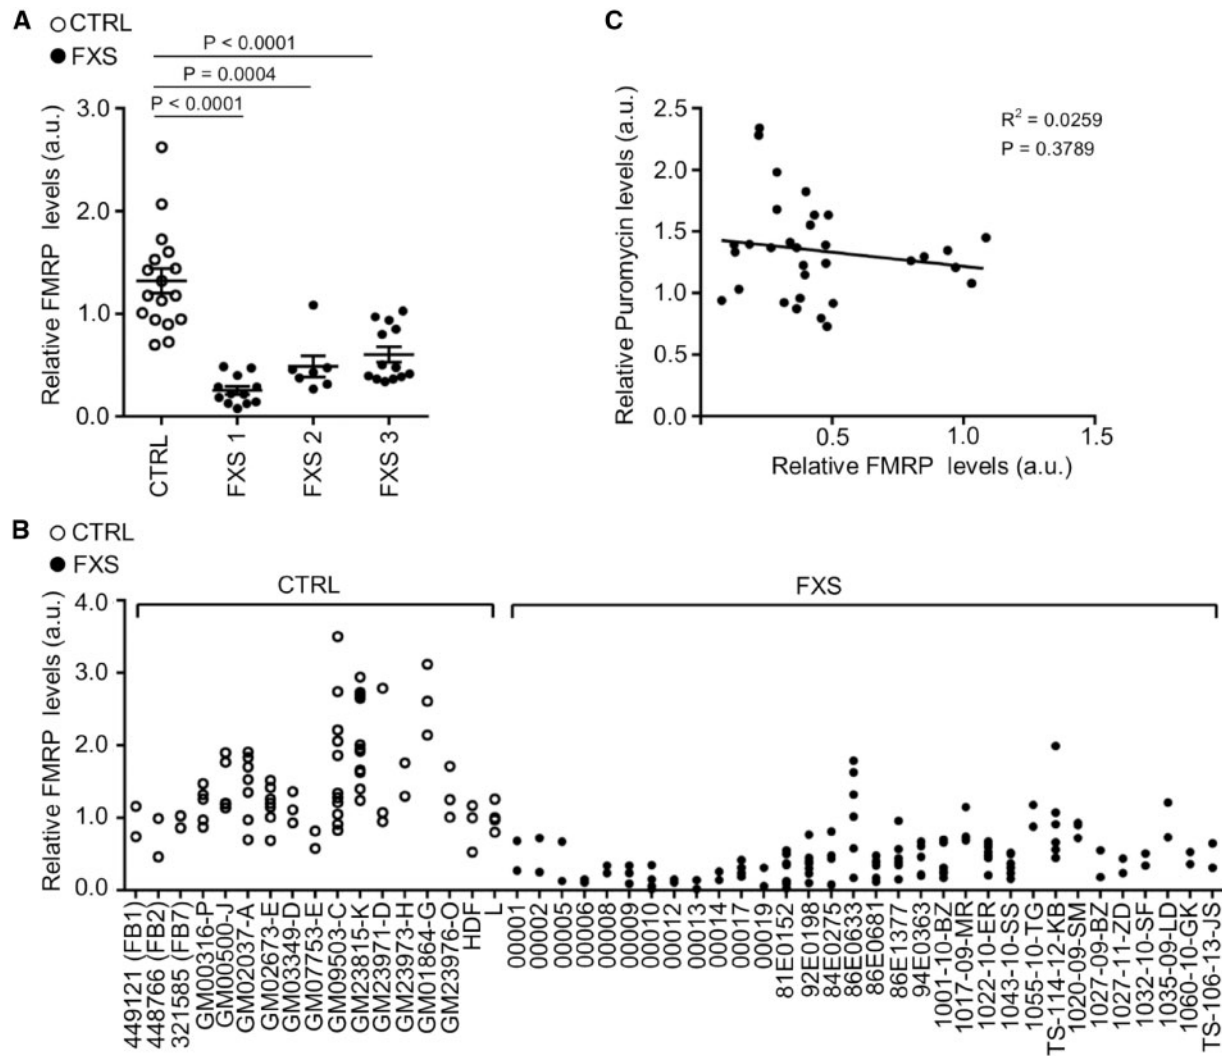 A
CTRL
FXS
P < 0.0001
P = 0.0004
P < 0.0001
Relative FMRP levels (a.u.)
3.0
2.0
1.0
0.0
CTRL
FXS 1
FXS 2
FXS 3
C
Relative Puromycin levels (a.u.)
2.5
2.0
1.5
1.0
0.5
0.0
R² = 0.0259
P = 0.3789
0.5
1.0
1.5
Relative FMRP levels (a.u.)
B
CTRL
FXS
CTRL
FXS
Relative FMRP levels (a.u.)
4.0
3.0
2.0
1.0
0.0
449121 (FB1)
448766 (FB2)
321585 (FB7)
GM00316-P
GM00500-J
GM02037-A
GM02673-E
GM03349-D
GM07753-E
GM09503-C
GM23815-K
GM23971-D
GM23973-H
GM01864-G
GM23976-O
HDF
L
00001
00002
00005
00006
00008
00009
00010
00012
00013
00014
00017
00019
81E0152
92E0198
84E0275
86E0633
86E0681
86E1377
94E0363
1001-10-BZ
1017-09-MR
1022-10-ER
1043-10-SS
1055-10-TG
TS-114-12-KB
1020-09-SM
1027-09-BZ
1027-11-ZD
1032-10-SF
1035-09-LD
1060-10-GK
TS-106-13-JS